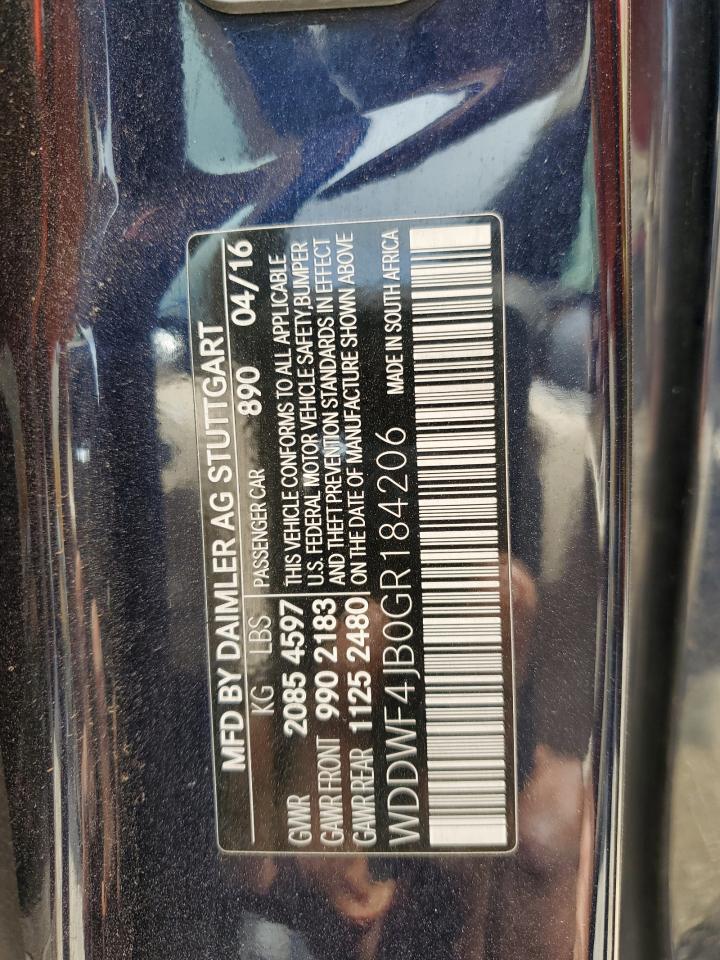 MFD BY DAIMLER AG STUTTGART
KG LBS PASSENGER CAR 890 04/16
GVWR 2085 4597 THIS VEHICLE CONFORMS TO ALL APPLICABLE
GAWR FRONT 990 2183 U.S. FEDERAL MOTOR VEHICLE SAFETY,BUMPER
GAWR REAR 1125 2480 AND THEFT PREVENTION STANDARDS IN EFFECT
ON THE DATE OF MANUFACTURE SHOWN ABOVE
WDDWF4JB0GR184206 MADE IN SOUTH AFRICA